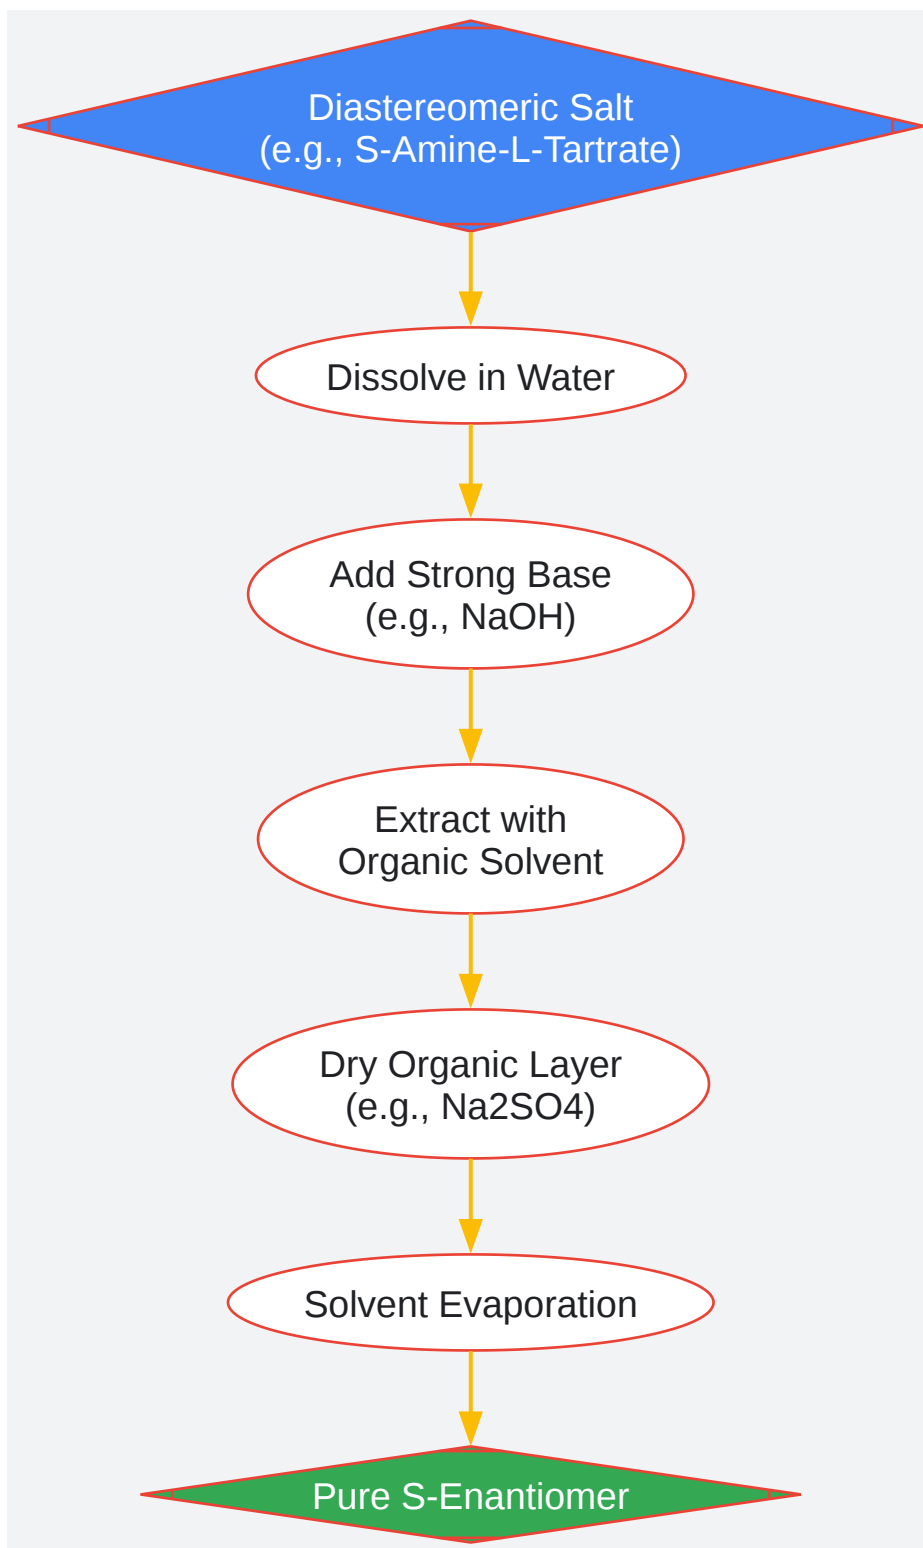 Diastereomeric Salt
(e.g., S-Amine-L-Tartrate)
Dissolve in Water
Add Strong Base
(e.g., NaOH)
Extract with
Organic Solvent
Dry Organic Layer
(e.g., Na2SO4)
Solvent Evaporation
Pure S-Enantiomer